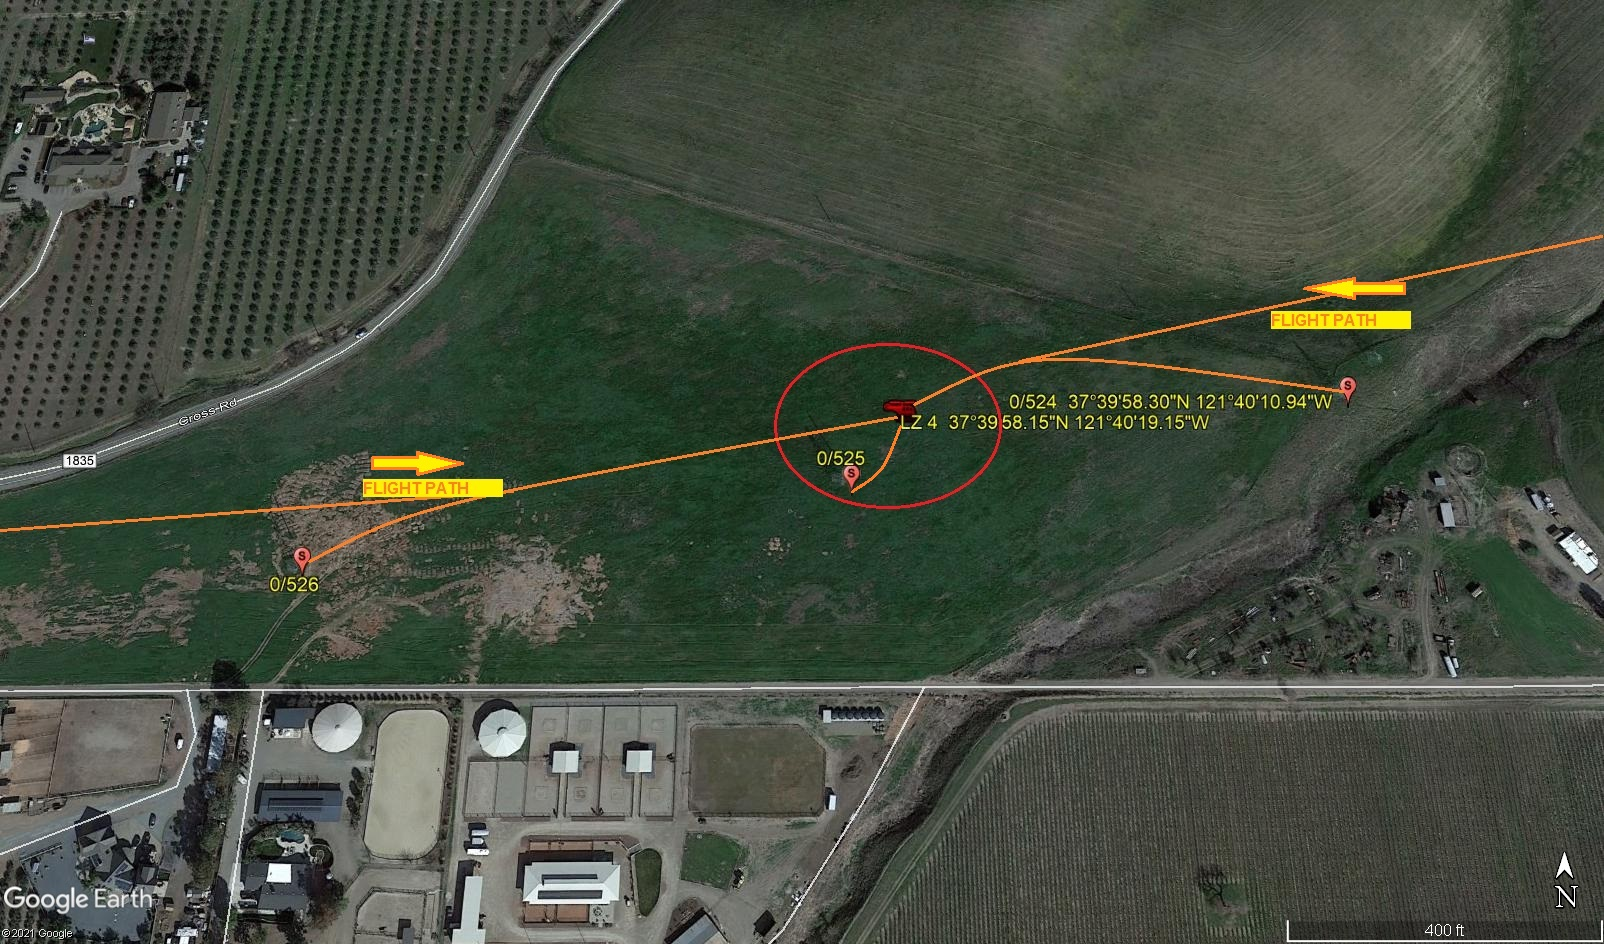 FLIGHT PATH
S
0/524 37°39'58.30"N 121°40'10.94"W
Cross Rd
LZ 4 37°39'58.15"N 121°40'19.15"W
1835
0/525
S
FLIGHT PATH
S
0/526
Google Earth
N
©2021 Google
400 ft